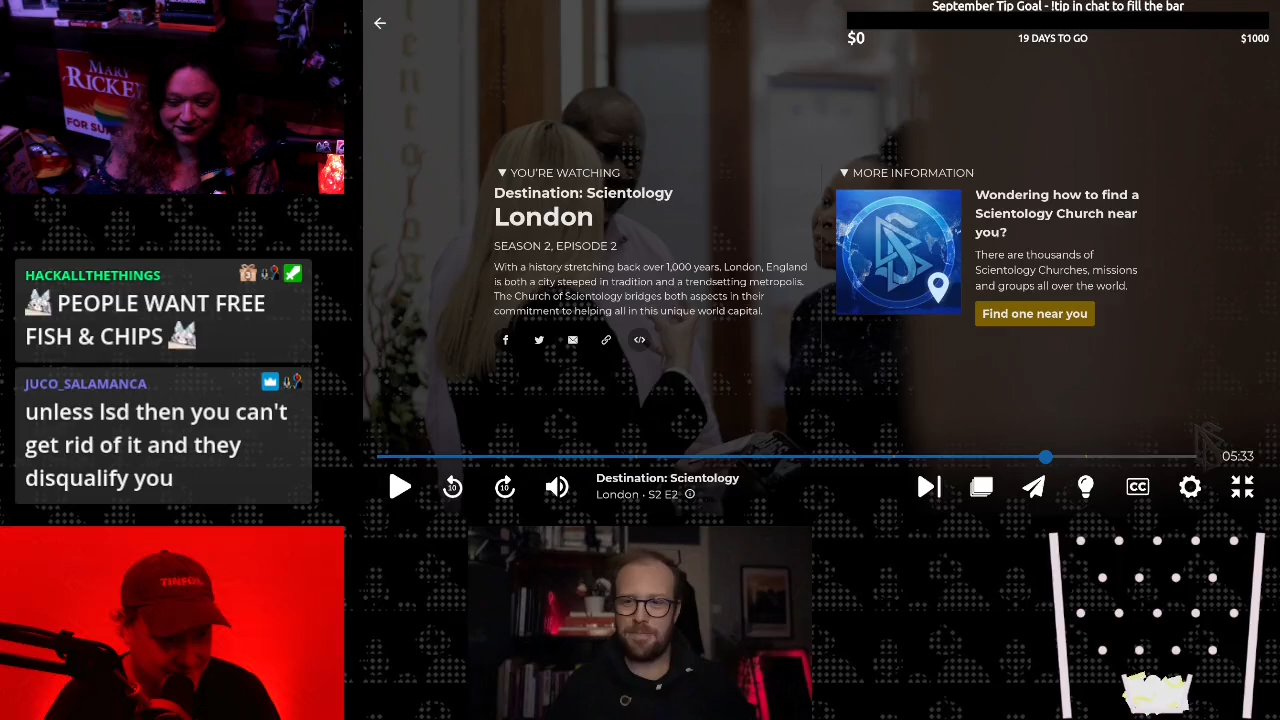 September Tip Goal - !tip in chat to fill the bar
$0
19 DAYS TO GO
$1000
MARY
RICKE
FOR SU
HACKALLTHETHINGS
PEOPLE WANT FREE
FISH & CHIPS
JUCO_SALAMANCA
unless lsd then you can't
get rid of it and they
disqualify you
▼ YOU'RE WATCHING
Destination: Scientology
London
SEASON 2, EPISODE 2
With a history stretching back over 1,000 years, London, England
is both a city steeped in tradition and a trendsetting metropolis.
The Church of Scientology bridges both aspects in their
commitment to helping all in this unique world capital.
▼ MORE INFORMATION
Wondering how to find a
Scientology Church near
you?
There are thousands of
Scientology Churches, missions
and groups all over the world.
Find one near you
05:33
10
10
Destination: Scientology
London • S2 E2
CC
TINFOIL